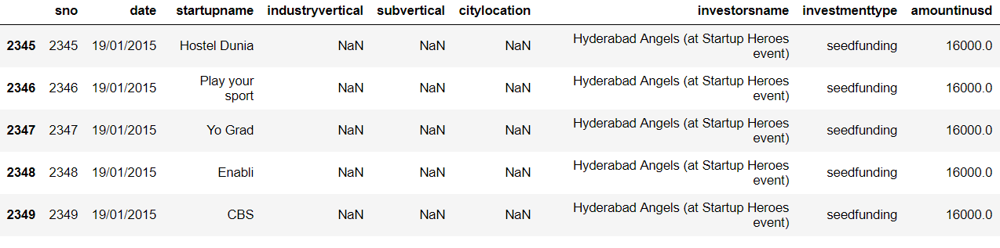 sno date startupname industryvertical subvertical citylocation investorsname investmenttype amountinusd
2345 2345 19/01/2015 Hostel Dunia NaN NaN NaN Hyderabad Angels (at Startup Heroes event) seedfunding 16000.0
2346 2346 19/01/2015 Play your sport NaN NaN NaN Hyderabad Angels (at Startup Heroes event) seedfunding 16000.0
2347 2347 19/01/2015 Yo Grad NaN NaN NaN Hyderabad Angels (at Startup Heroes event) seedfunding 16000.0
2348 2348 19/01/2015 Enabli NaN NaN NaN Hyderabad Angels (at Startup Heroes event) seedfunding 16000.0
2349 2349 19/01/2015 CBS NaN NaN NaN Hyderabad Angels (at Startup Heroes event) seedfunding 16000.0